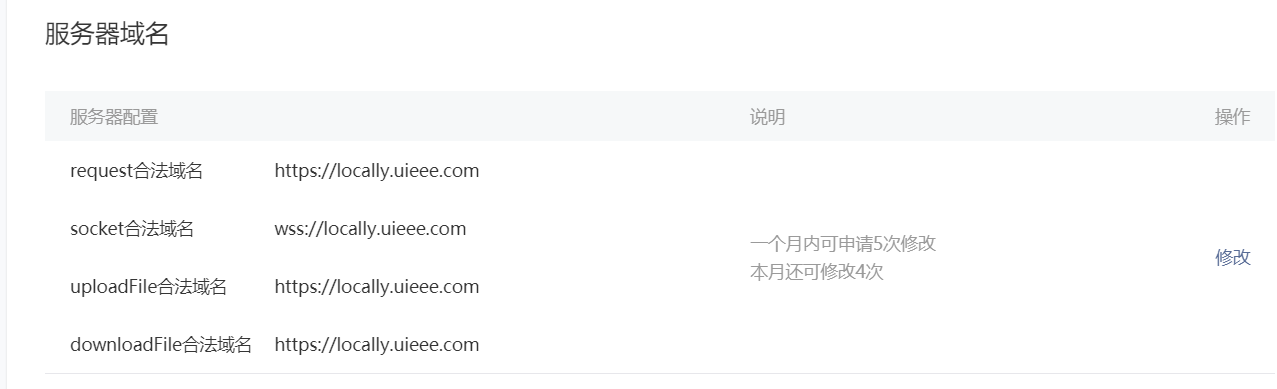 服务器域名
服务器配置 说明 操作
request合法域名 https://locally.uieee.com
socket合法域名 wss://locally.uieee.com
一个月内可申请5次修改
本月还可修改4次
修改
uploadFile合法域名 https://locally.uieee.com
downloadFile合法域名 https://locally.uieee.com